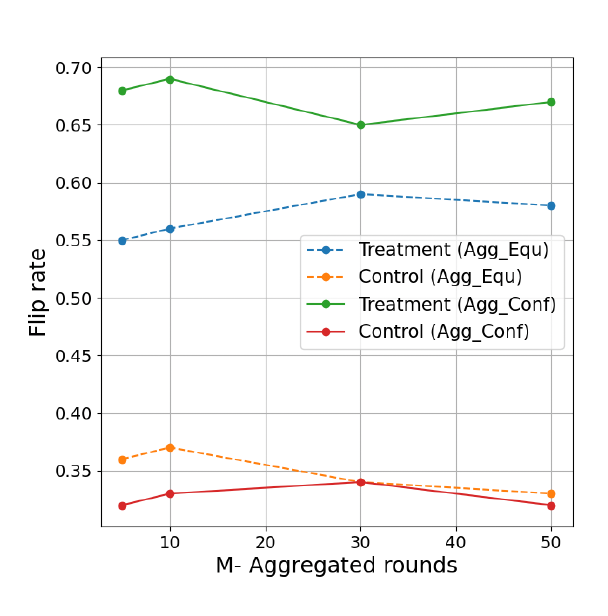 0.70
0.65
0.60
0.55
0.50
0.45
0.40
0.35
Flip rate
Treatment (Agg_Equ)
Control (Agg_Equ)
Treatment (Agg_Conf)
Control (Agg_Conf)
10 20 30 40 50
M- Aggregated rounds